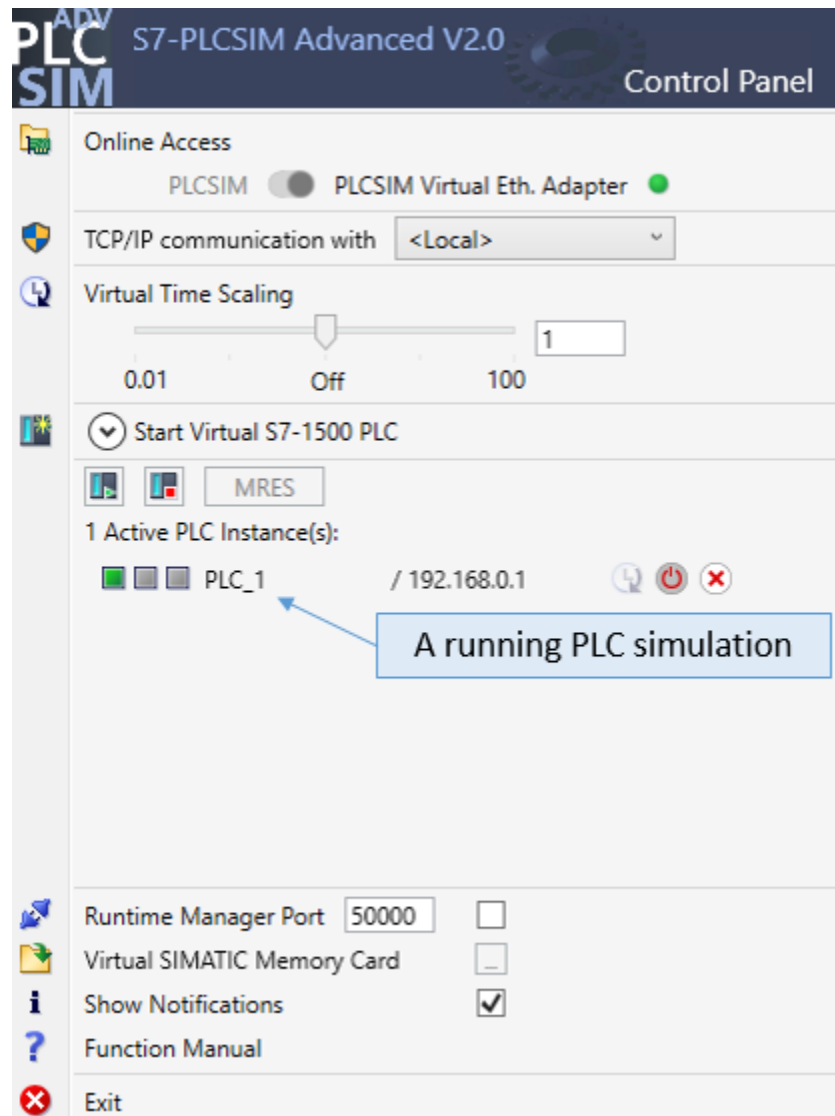 ADV
PLC
SIM
S7-PLCSIM Advanced V2.0
Control Panel
Online Access
PLCSIM PLCSIM Virtual Eth. Adapter
TCP/IP communication with <Local>
Virtual Time Scaling
1
0.01 Off 100
Start Virtual S7-1500 PLC
MRES
1 Active PLC Instance(s):
PLC_1 / 192.168.0.1
A running PLC simulation
Runtime Manager Port 50000
Virtual SIMATIC Memory Card ...
Show Notifications
Function Manual
Exit